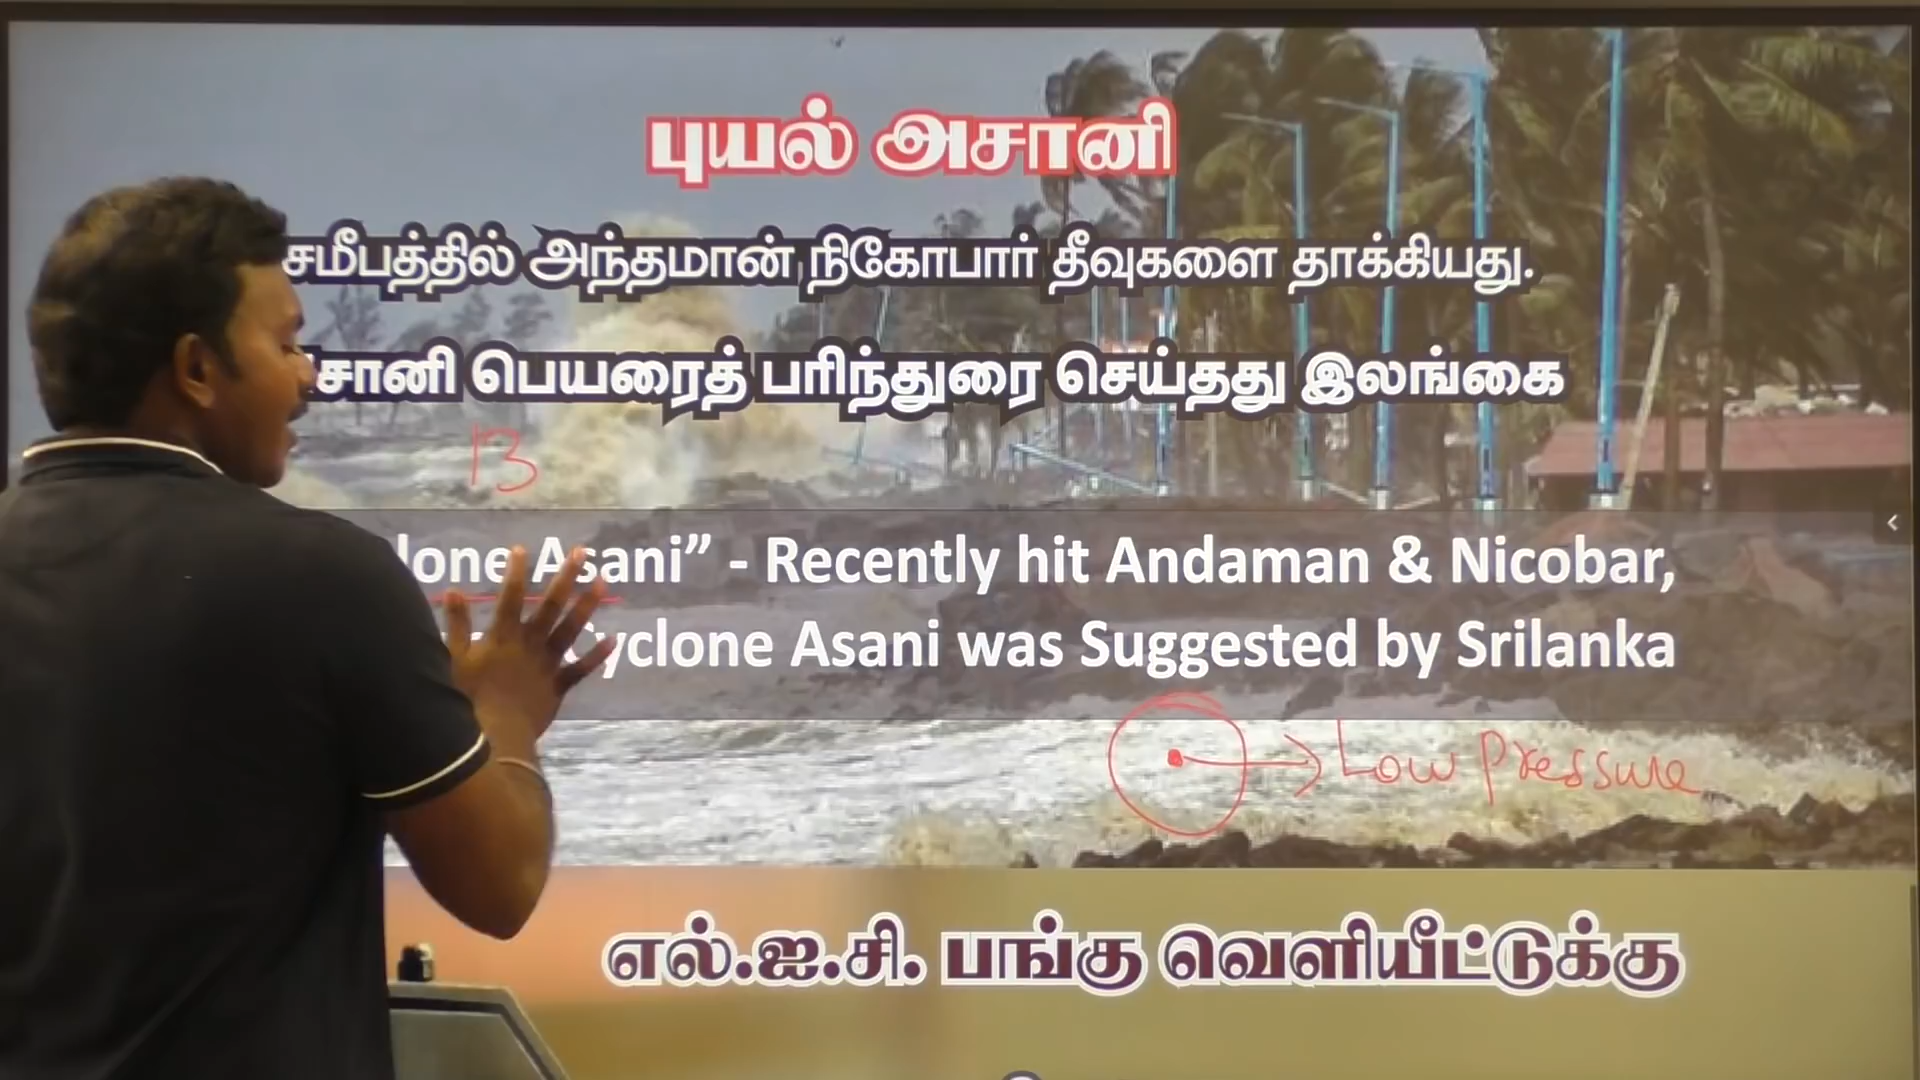 புயல் அசானி
சமீபத்தில் அந்தமான் நிகோபார் தீவுகளை தாக்கியது.
சானி பெயரைத் பரிந்துரை செய்தது இலங்கை
13
lone Asani” - Recently hit Andaman & Nicobar,
Cyclone Asani was Suggested by Srilanka
Low Pressure
எல்.ஐ.சி. பங்கு வெளியீட்டுக்கு